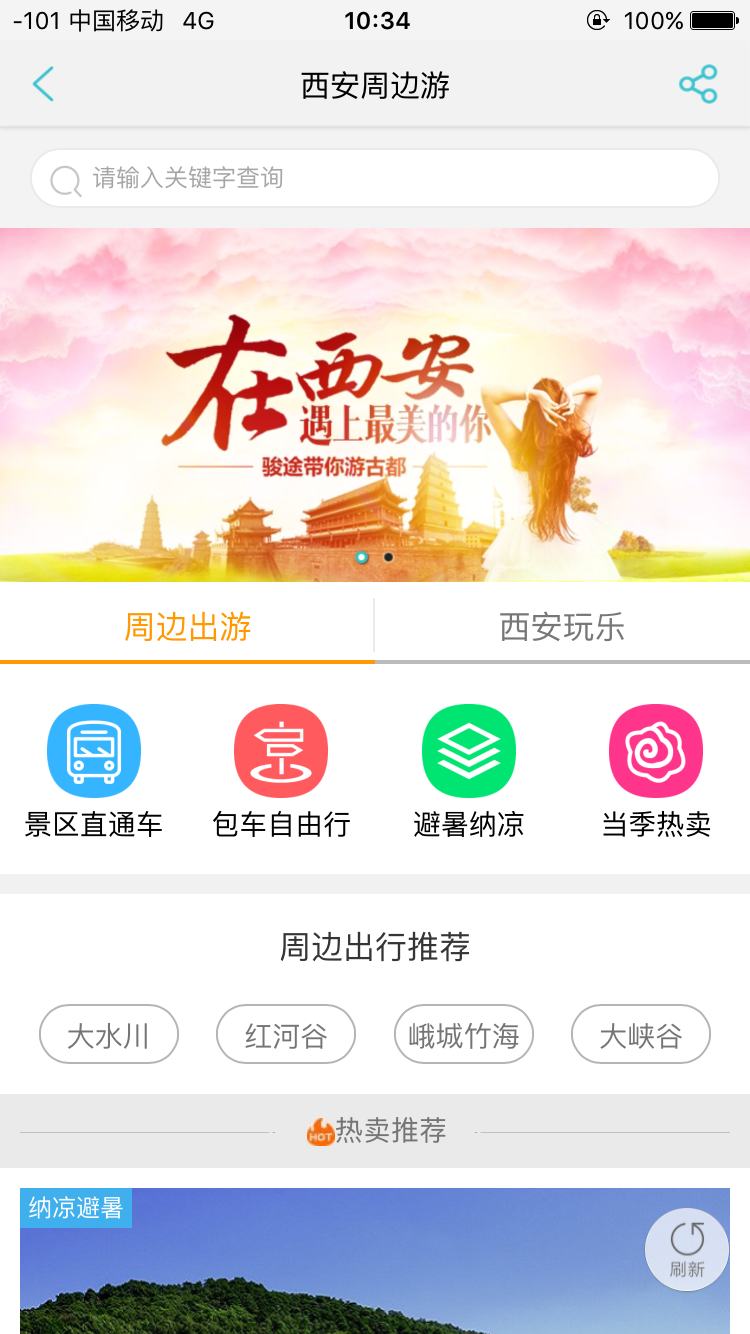 -101 中国移动 4G 10:34 100%
西安周边游
请输入关键字查询
在西安
遇上最美的你
骏途带你游古都
周边出游 西安玩乐
景区直通车 包车自由行 避暑纳凉 当季热卖
周边出行推荐
大水川 红河谷 峨城竹海 大峡谷
HOT热卖推荐
纳凉避暑
刷新